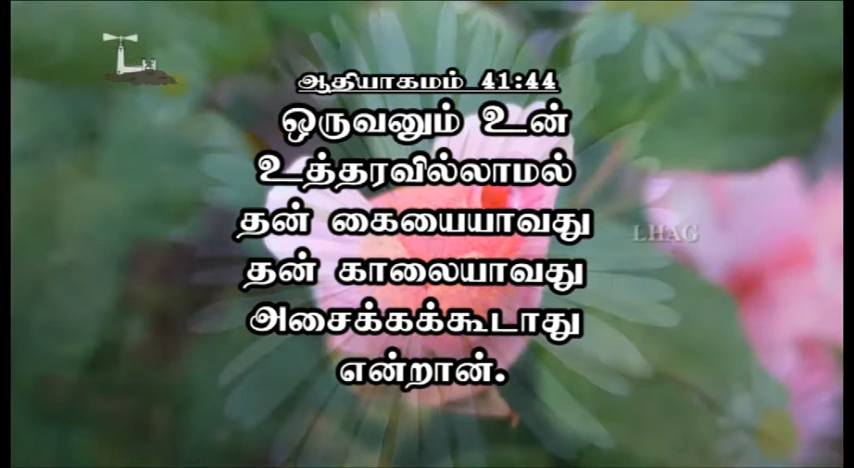 ஆதியாகமம் 41:44
ஒருவனும் உன்
உத்தரவில்லாமல்
தன் கையையாவது
தன் காலையாவது
அசைக்கக்கூடாது
என்றான்.
LHAG